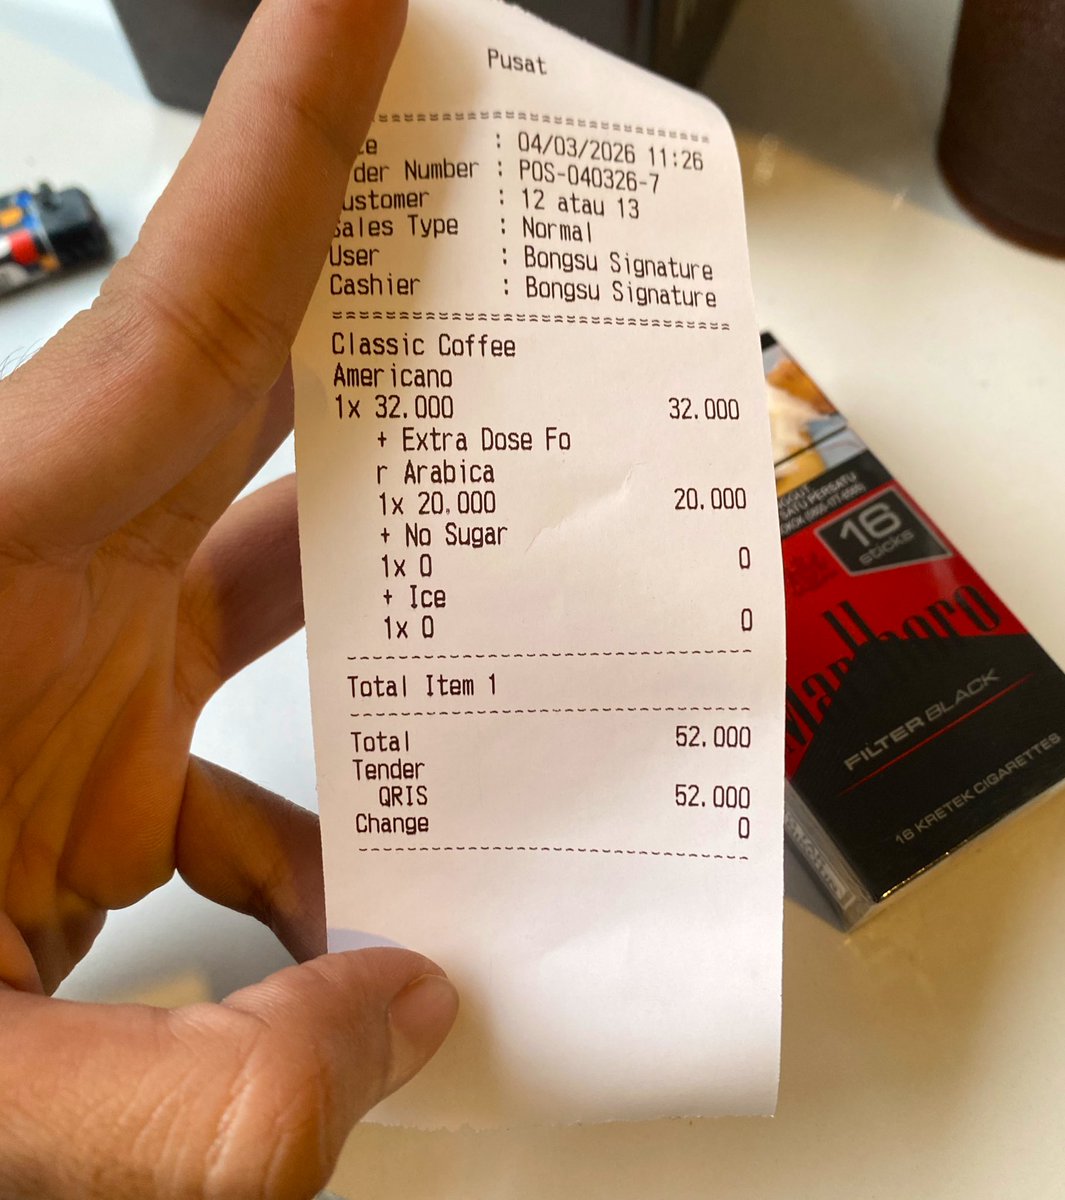 Pusat
: 04/03/2026 11:26
der Number : POS-040326-7
ustomer : 12 atau 13
Sales Type : Normal
User : Bongsu Signature
Cashier : Bongsu Signature
Classic Coffee
Americano
1x 32.000 32.000
+ Extra Dose Fo
r Arabica
1x 20.000 20.000
+ No Sugar
1x 0 0
+ Ice
1x 0 0
Total Item 1
Total 52.000
Tender
QRIS 52.000
Change 0
16
sticks
Marlboro
FILTER BLACK
16 KRETEK CIGARETTES